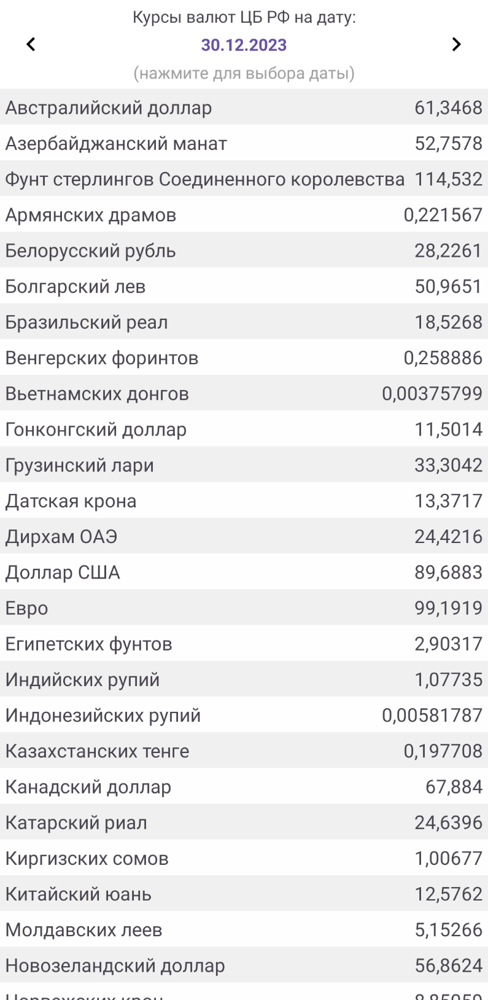 Курсы валют ЦБ РФ на дату:
30.12.2023
(нажмите для выбора даты)
Австралийский доллар 61,3468
Азербайджанский манат 52,7578
Фунт стерлингов Соединенного королевства 114,532
Армянских драмов 0,221567
Белорусский рубль 28,2261
Болгарский лев 50,9651
Бразильский реал 18,5268
Венгерских форинтов 0,258886
Вьетнамских донгов 0,00375799
Гонконгский доллар 11,5014
Грузинский лари 33,3042
Датская крона 13,3717
Дирхам ОАЭ 24,4216
Доллар США 89,6883
Евро 99,1919
Египетских фунтов 2,90317
Индийских рупий 1,07735
Индонезийских рупий 0,00581787
Казахстанских тенге 0,197708
Канадский доллар 67,884
Катарский риал 24,6396
Киргизских сомов 1,00677
Китайский юань 12,5762
Молдавских леев 5,15266
Новозеландский доллар 56,8624